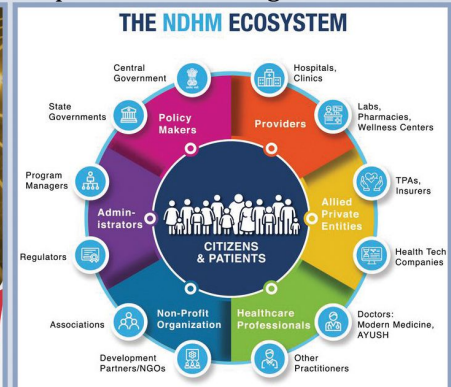 THE NDHM ECOSYSTEM
Central
Government
Hospitals,
Clinics
State
Governments
Policy
Makers
Providers
Labs,
Pharmacies,
Wellness Centers
Program
Managers
Admin-
istrators
Allied
Private
Entities
TPAs,
Insurers
CITIZENS
& PATIENTS
Regulators
Health Tech
Companies
Associations
Non-Profit
Organization
Healthcare
Professionals
Doctors:
Modern Medicine,
AYUSH
Development
Partners/NGOs
Other
Practitioners